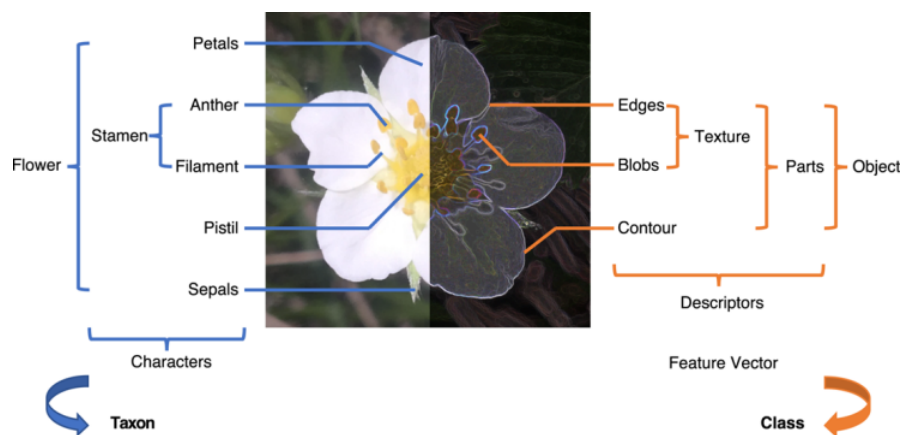 Petals
Anther
Stamen
Filament
Flower
Pistil
Sepals
Characters
Taxon
Edges
Texture
Blobs
Parts
Object
Contour
Descriptors
Feature Vector
Class